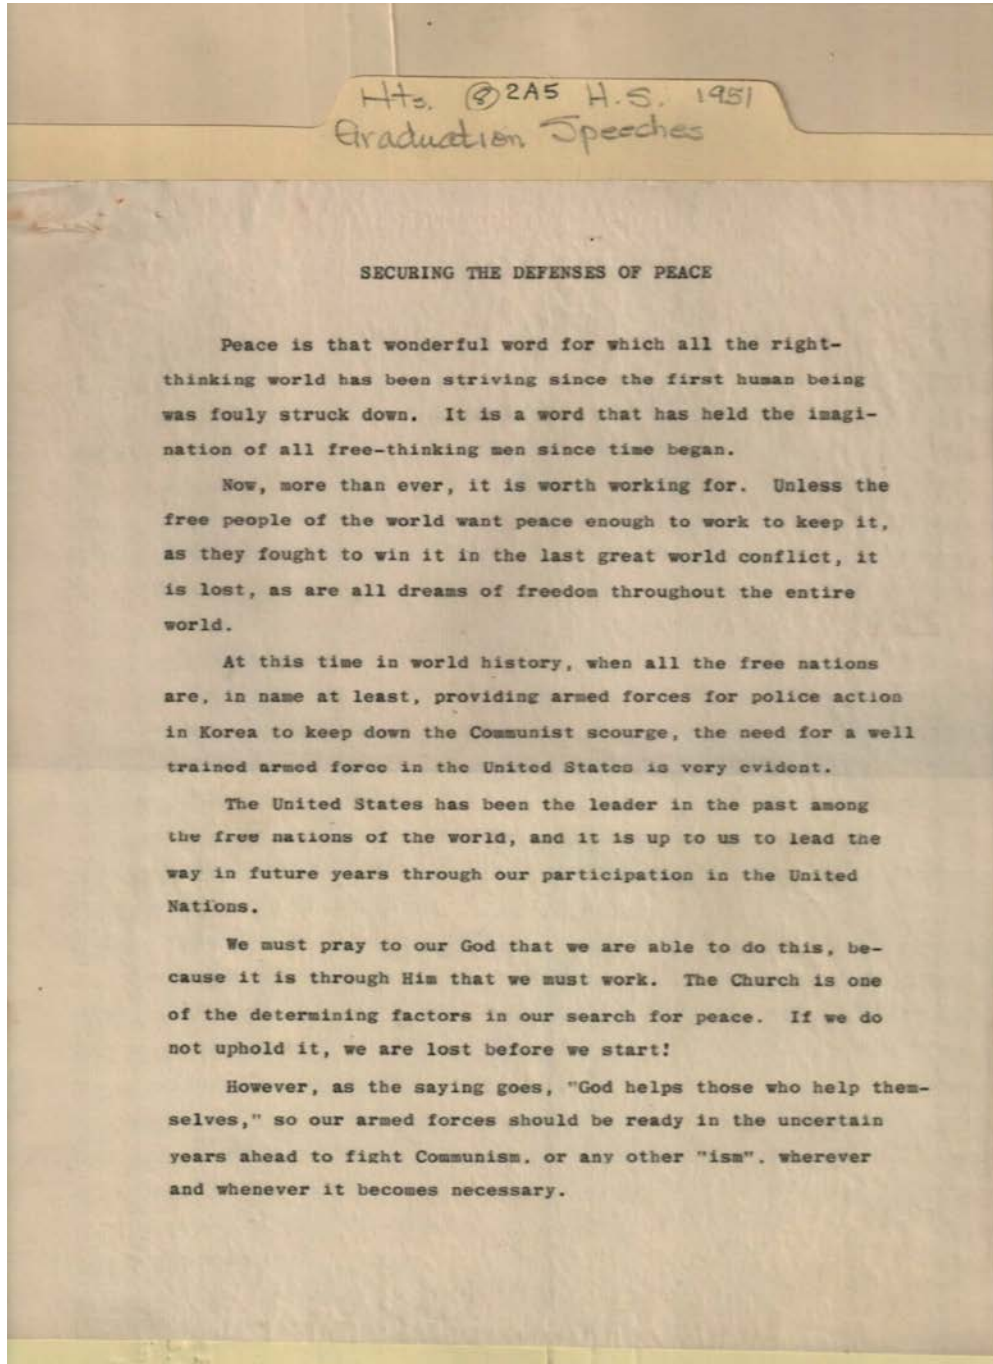 Hts. ⑧ 2A5 H.S. 1951
Graduation Speeches
SECURING THE DEFENSES OF PEACE
Peace is that wonderful word for which all the right-
thinking world has been striving since the first human being
was fouly struck down. It is a word that has held the imagi-
nation of all free-thinking men since time began.
Now, more than ever, it is worth working for. Unless the
free people of the world want peace enough to work to keep it,
as they fought to win it in the last great world conflict, it
is lost, as are all dreams of freedom throughout the entire
world.
At this time in world history, when all the free nations
are, in name at least, providing armed forces for police action
in Korea to keep down the Communist scourge, the need for a well
trained armed force in the United States is very evident.
The United States has been the leader in the past among
the free nations of the world, and it is up to us to lead the
way in future years through our participation in the United
Nations.
We must pray to our God that we are able to do this, be-
cause it is through Him that we must work. The Church is one
of the determining factors in our search for peace. If we do
not uphold it, we are lost before we start!
However, as the saying goes, "God helps those who help them-
selves," so our armed forces should be ready in the uncertain
years ahead to fight Communism, or any other "ism", wherever
and whenever it becomes necessary.